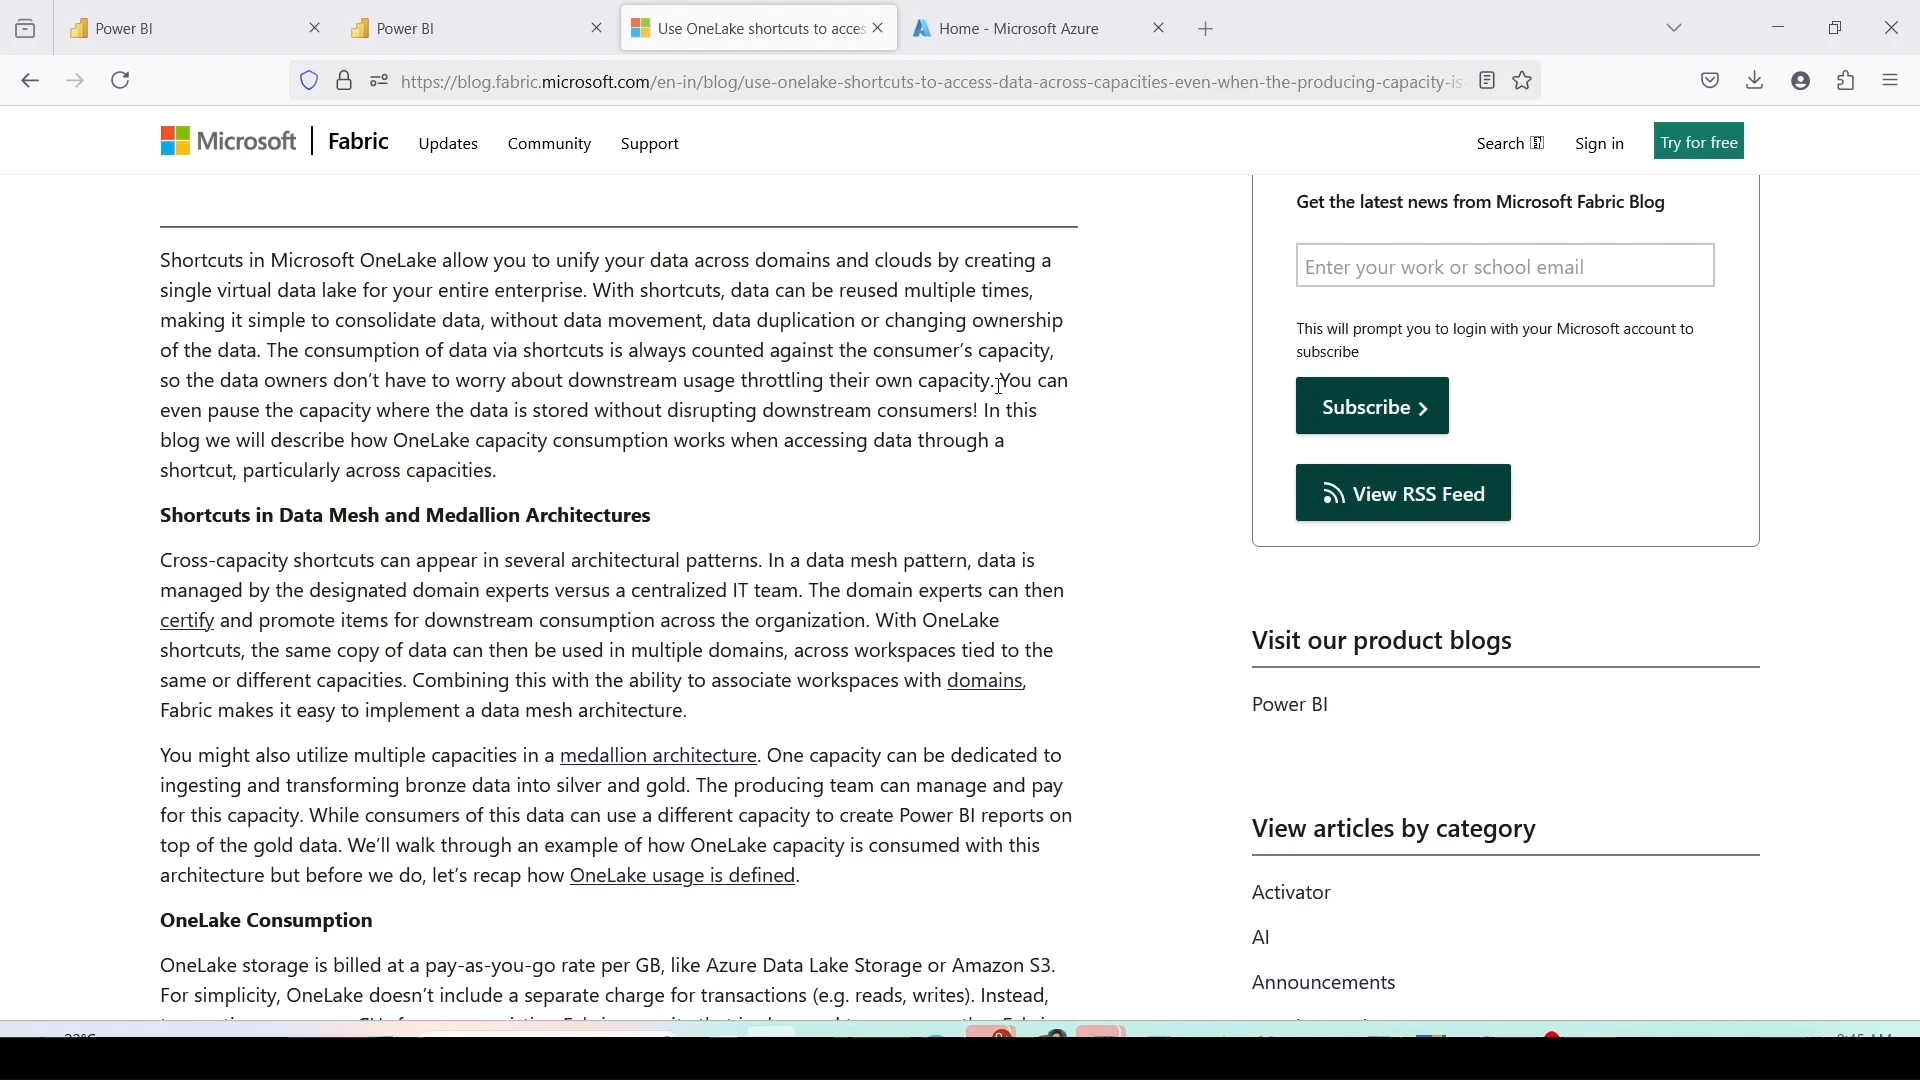 Power BI
Power BI
Use OneLake shortcuts to acces
Home - Microsoft Azure
https://blog.fabric.microsoft.com/en-in/blog/use-onelake-shortcuts-to-access-data-across-capacities-even-when-the-producing-capacity-is-
Microsoft
Fabric
Updates
Community
Support
Search
Sign in
Try for free
Shortcuts in Microsoft OneLake allow you to unify your data across domains and clouds by creating a
single virtual data lake for your entire enterprise. With shortcuts, data can be reused multiple times,
making it simple to consolidate data, without data movement, data duplication or changing ownership
of the data. The consumption of data via shortcuts is always counted against the consumer's capacity,
so the data owners don't have to worry about downstream usage throttling their own capacity. You can
even pause the capacity where the data is stored without disrupting downstream consumers! In this
blog we will describe how OneLake capacity consumption works when accessing data through a
shortcut, particularly across capacities.
Shortcuts in Data Mesh and Medallion Architectures
Cross-capacity shortcuts can appear in several architectural patterns. In a data mesh pattern, data is
managed by the designated domain experts versus a centralized IT team. The domain experts can then
certify and promote items for downstream consumption across the organization. With OneLake
shortcuts, the same copy of data can then be used in multiple domains, across workspaces tied to the
same or different capacities. Combining this with the ability to associate workspaces with domains,
Fabric makes it easy to implement a data mesh architecture.
You might also utilize multiple capacities in a medallion architecture. One capacity can be dedicated to
ingesting and transforming bronze data into silver and gold. The producing team can manage and pay
for this capacity. While consumers of this data can use a different capacity to create Power BI reports on
top of the gold data. We'll walk through an example of how OneLake capacity is consumed with this
architecture but before we do, let's recap how OneLake usage is defined.
OneLake Consumption
OneLake storage is billed at a pay-as-you-go rate per GB, like Azure Data Lake Storage or Amazon S3.
For simplicity, OneLake doesn't include a separate charge for transactions (e.g. reads, writes). Instead,
Get the latest news from Microsoft Fabric Blog
Enter your work or school email
This will prompt you to login with your Microsoft account to
subscribe
Subscribe
View RSS Feed
Visit our product blogs
Power BI
View articles by category
Activator
AI
Announcements